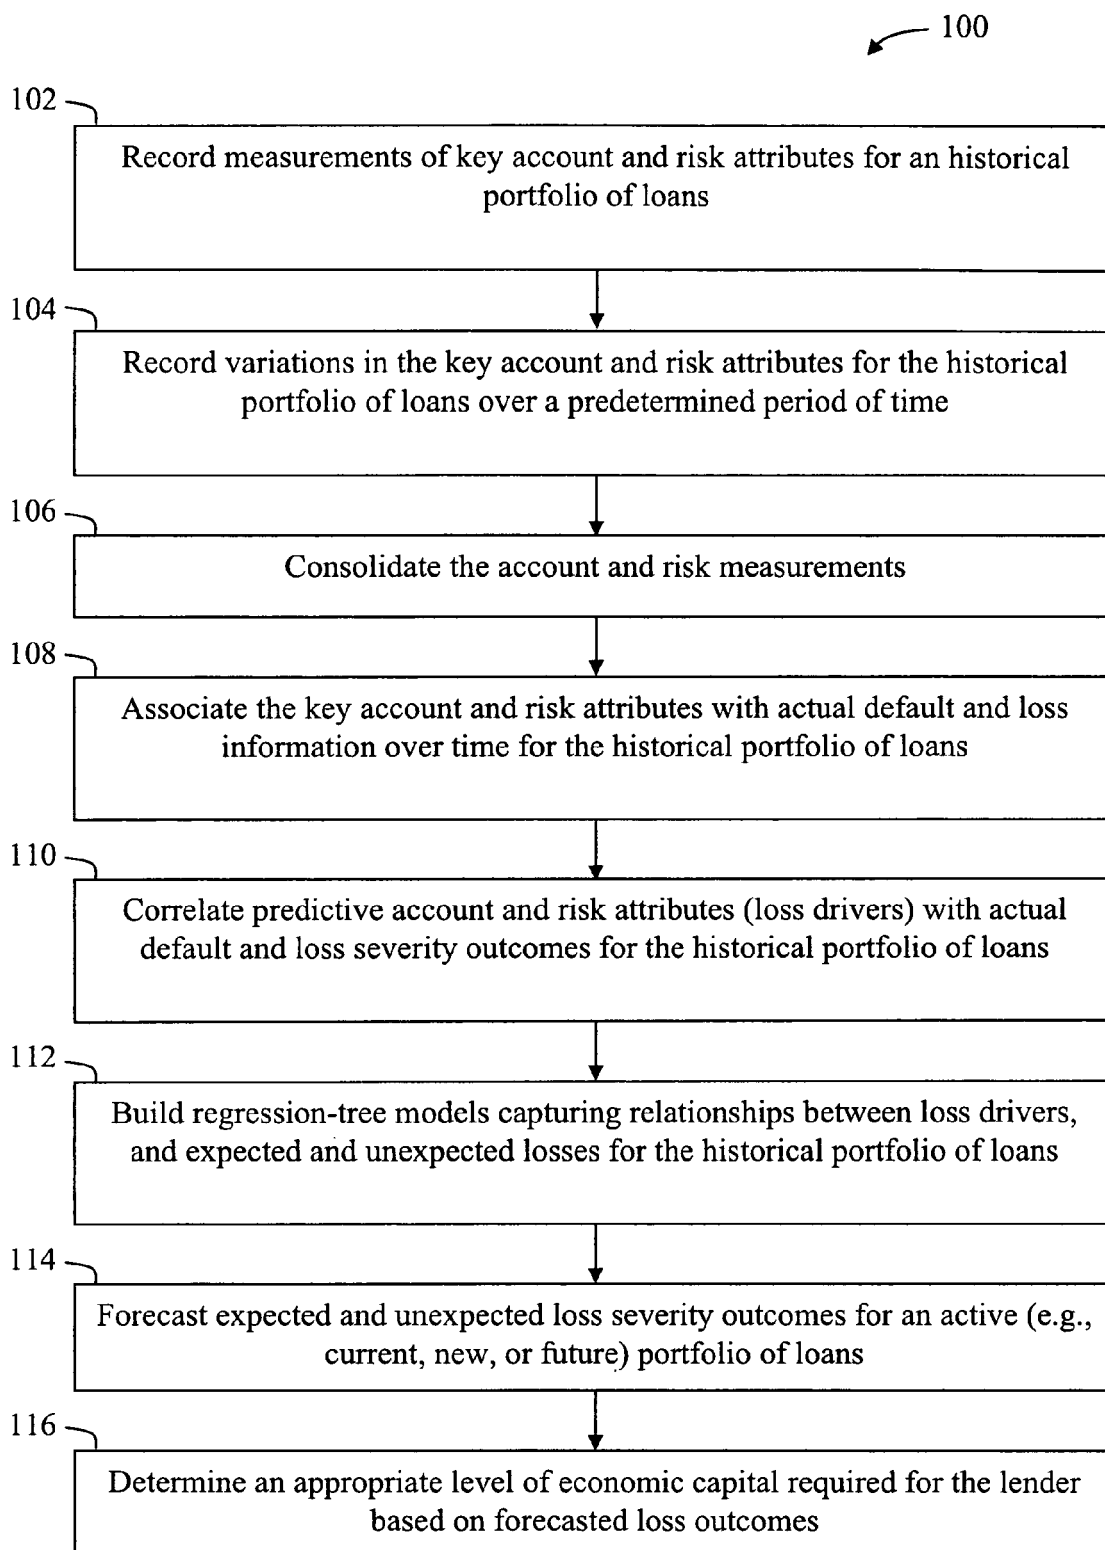 100
102
Record measurements of key account and risk attributes for an historical
portfolio of loans
104
Record variations in the key account and risk attributes for the historical
portfolio of loans over a predetermined period of time
106
Consolidate the account and risk measurements
108
Associate the key account and risk attributes with actual default and loss
information over time for the historical portfolio of loans
110
Correlate predictive account and risk attributes (loss drivers) with actual
default and loss severity outcomes for the historical portfolio of loans
112
Build regression-tree models capturing relationships between loss drivers,
and expected and unexpected losses for the historical portfolio of loans
114
Forecast expected and unexpected loss severity outcomes for an active (e.g.,
current, new, or future) portfolio of loans
116
Determine an appropriate level of economic capital required for the lender
based on forecasted loss outcomes